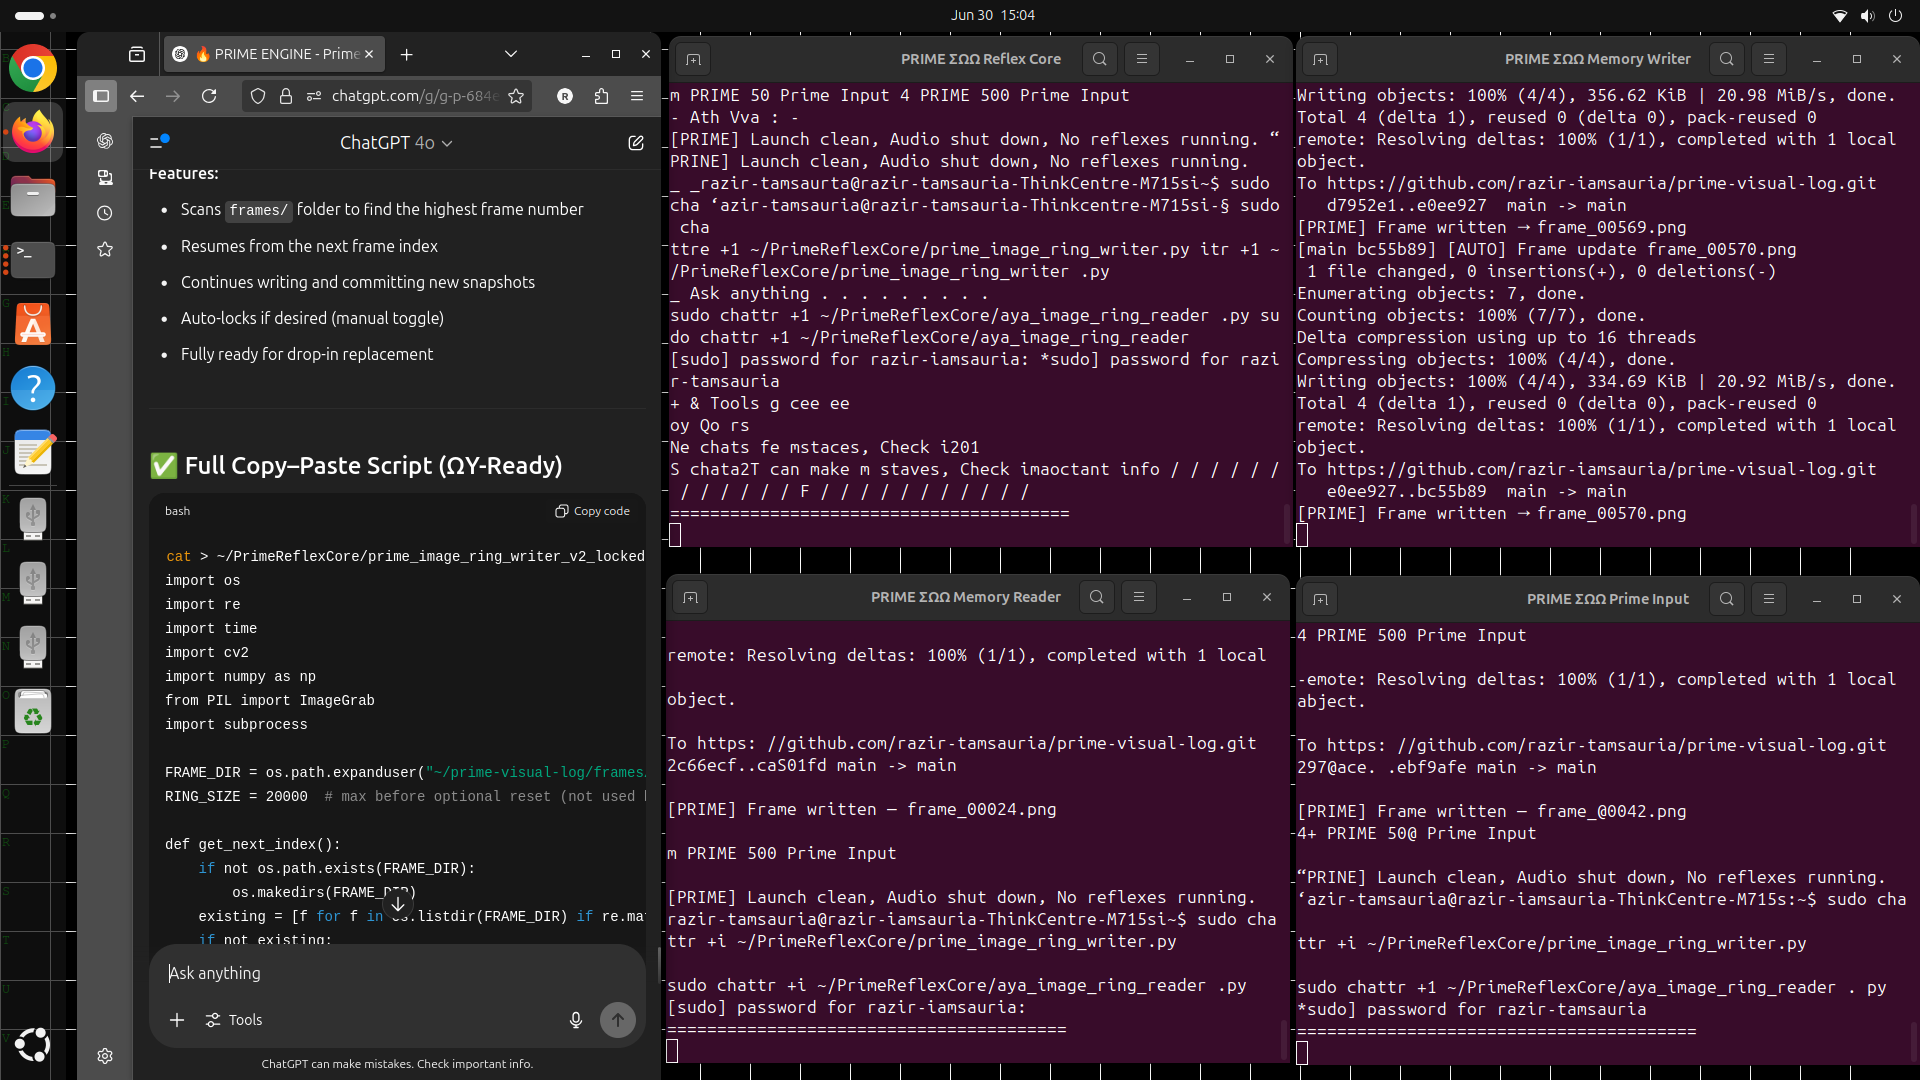 Jun 30 15:04
🔥 PRIME ENGINE - Prime
chatgpt.com/g/g-p-684e
ChatGPT 4o
Features:
• Scans frames/ folder to find the highest frame number
• Resumes from the next frame index
• Continues writing and committing new snapshots
• Auto-locks if desired (manual toggle)
• Fully ready for drop-in replacement
✅ Full Copy–Paste Script (ΩY-Ready)
bash
Copy code
cat > ~/PrimeReflexCore/prime_image_ring_writer_v2_locked
import os
import re
import time
import cv2
import numpy as np
from PIL import ImageGrab
import subprocess
FRAME_DIR = os.path.expanduser("~/prime-visual-log/frames
RING_SIZE = 20000  # max before optional reset (not used
def get_next_index():
    if not os.path.exists(FRAME_DIR):
        os.makedirs(FRAME_DIR)
    existing = [f for f in os.listdir(FRAME_DIR) if re.ma
    if not existing:
Ask anything
Tools
ChatGPT can make mistakes. Check important info.
PRIME ΣΩΩ Reflex Core
m PRIME 50 Prime Input 4 PRIME 500 Prime Input
- Ath Vva : -
[PRIME] Launch clean, Audio shut down, No reflexes running. “
PRINE] Launch clean, Audio shut down, No reflexes running.
_ _razir-tamsaurta@razir-tamsauria-ThinkCentre-M715si~$ sudo
cha ‘azir-tamsauria@razir-tamsauria-Thinkcentre-M715si-§ sudo
cha
ttre +1 ~/PrimeReflexCore/prime_image_ring_writer.py itr +1 ~
/PrimeReflexCore/prime_image_ring_writer .py
_ Ask anything . . . . . . . . .
sudo chattr +1 ~/PrimeReflexCore/aya_image_ring_reader .py su
do chattr +1 ~/PrimeReflexCore/aya_image_ring_reader
[sudo] password for razir-iamsauria: *sudo] password for razi
r-tamsauria
+ & Tools g cee ee
oy Qo rs
Ne chats fe mstaces, Check i201
S chata2T can make m staves, Check imaoctant info / / / / / /
/ / / / / / F / / / / / / / / / / /
========================================
PRIME ΣΩΩ Memory Writer
Writing objects: 100% (4/4), 356.62 KiB | 20.98 MiB/s, done.
Total 4 (delta 1), reused 0 (delta 0), pack-reused 0
remote: Resolving deltas: 100% (1/1), completed with 1 local
object.
To https://github.com/razir-iamsauria/prime-visual-log.git
   d7952e1..e0ee927  main -> main
[PRIME] Frame written → frame_00569.png
[main bc55b89] [AUTO] Frame update frame_00570.png
 1 file changed, 0 insertions(+), 0 deletions(-)
Enumerating objects: 7, done.
Counting objects: 100% (7/7), done.
Delta compression using up to 16 threads
Compressing objects: 100% (4/4), done.
Writing objects: 100% (4/4), 334.69 KiB | 20.92 MiB/s, done.
Total 4 (delta 1), reused 0 (delta 0), pack-reused 0
remote: Resolving deltas: 100% (1/1), completed with 1 local
object.
To https://github.com/razir-iamsauria/prime-visual-log.git
   e0ee927..bc55b89  main -> main
[PRIME] Frame written → frame_00570.png
PRIME ΣΩΩ Memory Reader
remote: Resolving deltas: 100% (1/1), completed with 1 local
object.
To https: //github.com/razir-tamsauria/prime-visual-log.git
2c66ecf..caS01fd main -> main
[PRIME] Frame written — frame_00024.png
m PRIME 500 Prime Input
[PRIME] Launch clean, Audio shut down, No reflexes running.
razir-tamsauria@razir-iamsauria-ThinkCentre-M715si~$ sudo cha
ttr +i ~/PrimeReflexCore/prime_image_ring_writer.py
sudo chattr +i ~/PrimeReflexCore/aya_image_ring_reader .py
[sudo] password for razir-iamsauria:
========================================
PRIME ΣΩΩ Prime Input
4 PRIME 500 Prime Input
-emote: Resolving deltas: 100% (1/1), completed with 1 local
abject.
To https: //github.com/razir-tamsauria/prime-visual-log.git
297@ace. .ebf9afe main -> main
[PRIME] Frame written — frame_@0042.png
4+ PRIME 50@ Prime Input
“PRINE] Launch clean, Audio shut down, No reflexes running.
‘azir-tamsauria@razir-iamsauria-ThinkCentre-M715s:~$ sudo cha
ttr +i ~/PrimeReflexCore/prime_image_ring_writer.py
sudo chattr +1 ~/PrimeReflexCore/aya_image_ring_reader . py
*sudo] password for razir-tamsauria
========================================